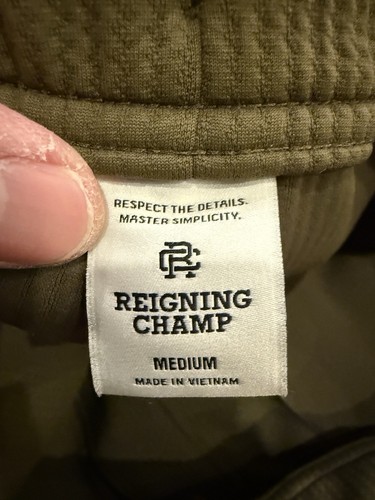 RESPECT THE DETAILS.
MASTER SIMPLICITY.
RC
REIGNING
CHAMP
MEDIUM
MADE IN VIETNAM